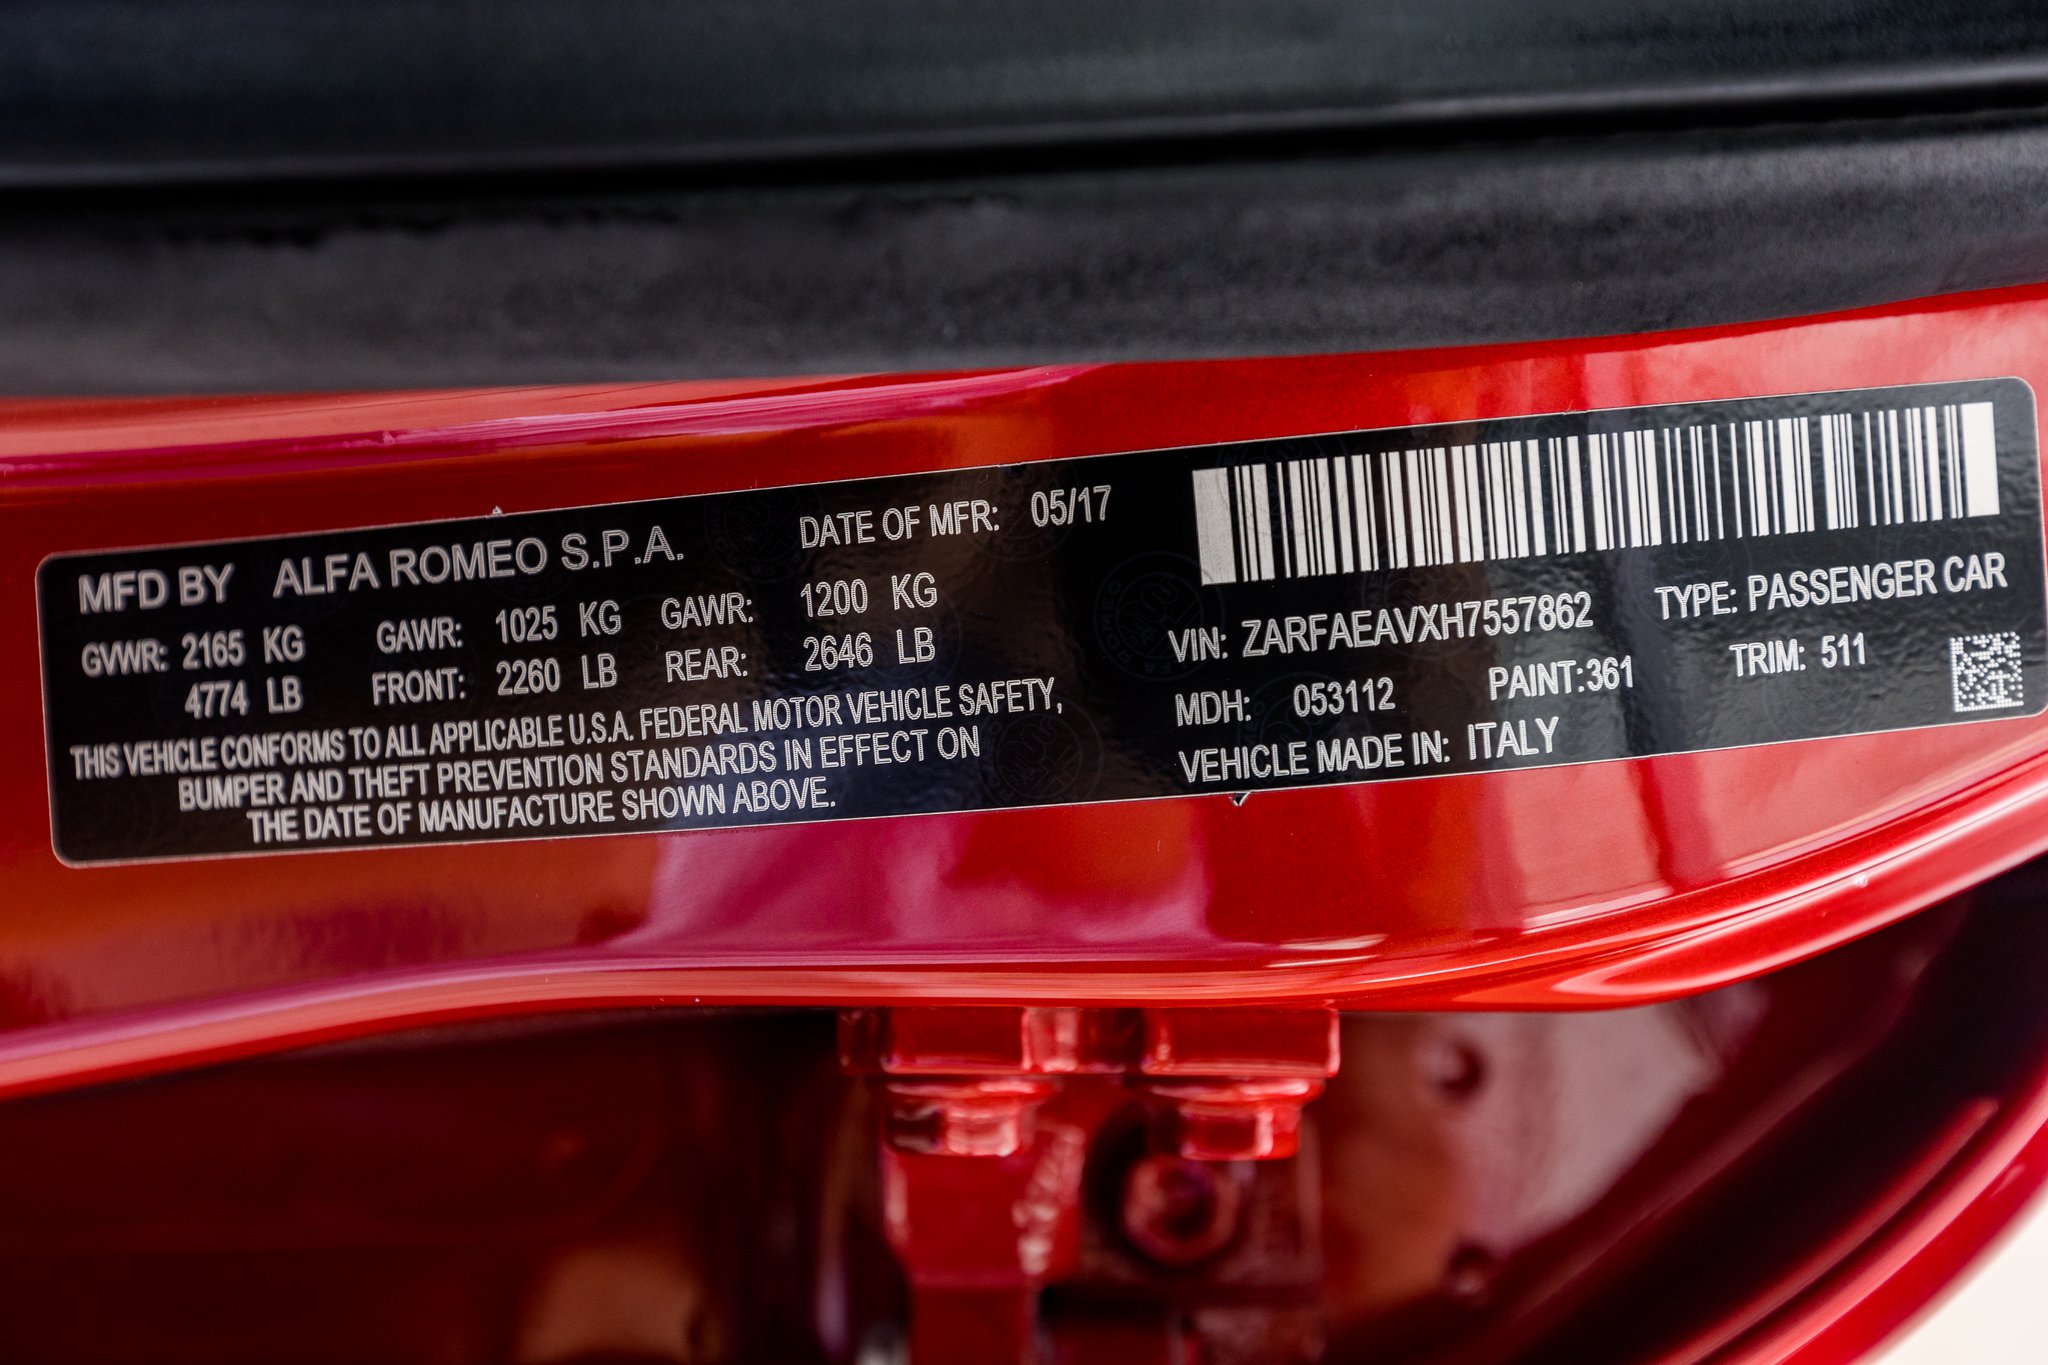 MFD BY ALFA ROMEO S.P.A. DATE OF MFR: 05/17
GVWR: 2165 KG GAWR: 1025 KG GAWR: 1200 KG
4774 LB FRONT: 2260 LB REAR: 2646 LB
THIS VEHICLE CONFORMS TO ALL APPLICABLE U.S.A. FEDERAL MOTOR VEHICLE SAFETY,
BUMPER AND THEFT PREVENTION STANDARDS IN EFFECT ON
THE DATE OF MANUFACTURE SHOWN ABOVE.
VIN: ZARFAEAVXH7557862 TYPE: PASSENGER CAR
MDH: 053112 PAINT:361 TRIM: 511
VEHICLE MADE IN: ITALY